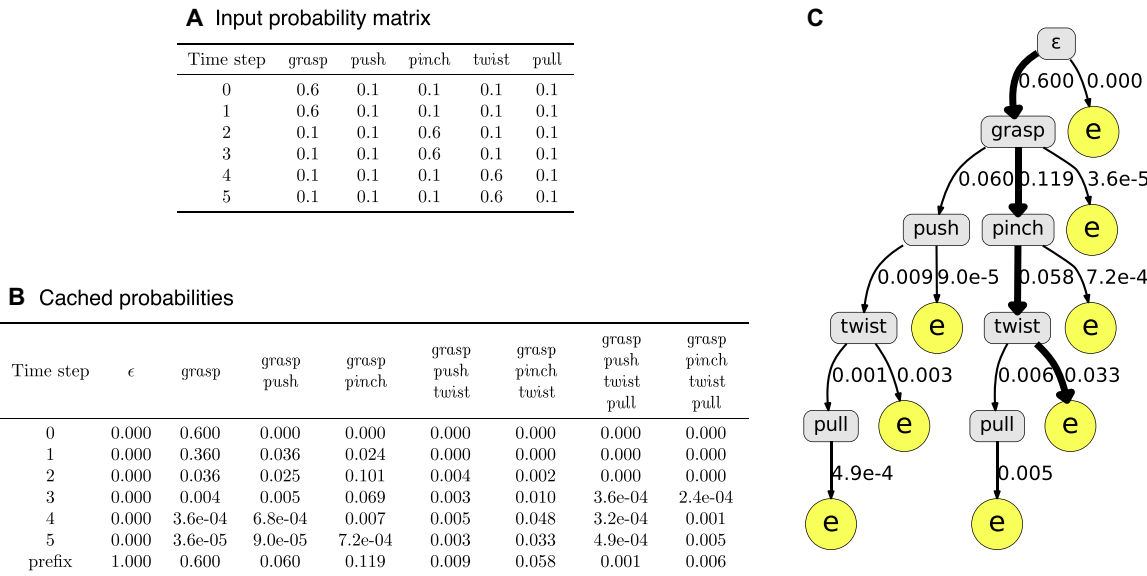 A Input probability matrix
Time step grasp push pinch twist pull
0 0.6 0.1 0.1 0.1 0.1
1 0.6 0.1 0.1 0.1 0.1
2 0.1 0.1 0.6 0.1 0.1
3 0.1 0.1 0.6 0.1 0.1
4 0.1 0.1 0.1 0.6 0.1
5 0.1 0.1 0.1 0.6 0.1
B Cached probabilities
Time step ϵ grasp grasp push grasp pinch grasp push twist grasp pinch twist grasp push twist pull grasp pinch twist pull
0 0.000 0.600 0.000 0.000 0.000 0.000 0.000 0.000
1 0.000 0.360 0.036 0.024 0.000 0.000 0.000 0.000
2 0.000 0.036 0.025 0.101 0.004 0.002 0.000 0.000
3 0.000 0.004 0.005 0.069 0.003 0.010 3.6e-04 2.4e-04
4 0.000 3.6e-04 6.8e-04 0.007 0.005 0.048 3.2e-04 0.001
5 0.000 3.6e-05 9.0e-05 7.2e-04 0.003 0.033 4.9e-04 0.005
prefix 1.000 0.600 0.060 0.119 0.009 0.058 0.001 0.006
C
ε
0.600 0.000
grasp e
0.060 0.119 3.6e-5
push pinch e
0.009 9.0e-5 0.058 7.2e-4
twist e twist e
0.001 0.003 0.006 0.033
pull e pull e
4.9e-4 0.005
e e